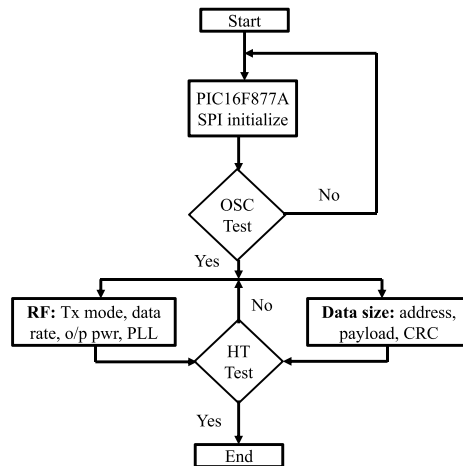 Start
PIC16F877A
SPI initialize
OSC
Test
No
Yes
RF: Tx mode, data
rate, o/p pwr, PLL
No
Data size: address,
payload, CRC
HT
Test
Yes
End